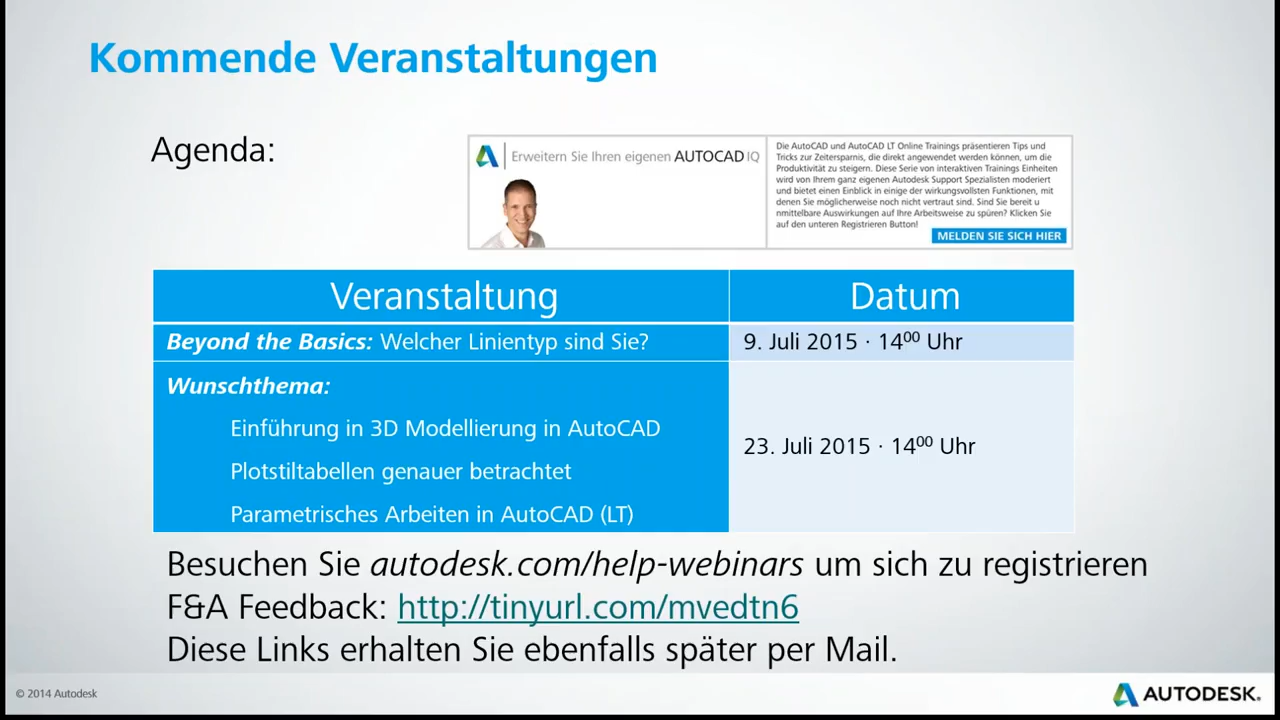 Kommende Veranstaltungen
Agenda:
Erweitern Sie Ihren eigenen AUTOCAD IQ
Die AutoCAD und AutoCAD LT Online Trainings präsentieren Tips und
Tricks zur Zeitersparnis, die direkt angewendet werden können, um die
Produktivität zu steigern. Diese Serie von interaktiven Trainings Einheiten
wird von Ihrem ganz eigenen Autodesk Support Spezialisten moderiert
und bietet einen Einblick in einige der wirkungsvollsten Funktionen, mit
denen Sie möglicherweise noch nicht vertraut sind. Sind Sie bereit u
nmittelbare Auswirkungen auf Ihre Arbeitsweise zu spüren? Klicken Sie
auf den unteren Registrieren Button!
MELDEN SIE SICH HIER
Veranstaltung Datum
Beyond the Basics: Welcher Linientyp sind Sie? 9. Juli 2015 · 14⁰⁰ Uhr
Wunschthema:
Einführung in 3D Modellierung in AutoCAD
23. Juli 2015 · 14⁰⁰ Uhr
Plotstiltabellen genauer betrachtet
Parametrisches Arbeiten in AutoCAD (LT)
Besuchen Sie autodesk.com/help-webinars um sich zu registrieren
F&A Feedback: http://tinyurl.com/mvedtn6
Diese Links erhalten Sie ebenfalls später per Mail.
© 2014 Autodesk
AUTODESK.